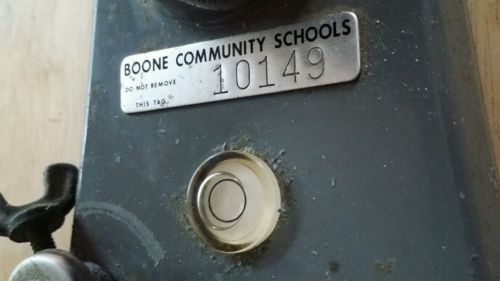 BOONE COMMUNITY SCHOOLS
DO NOT REMOVE 10149
THIS TAG